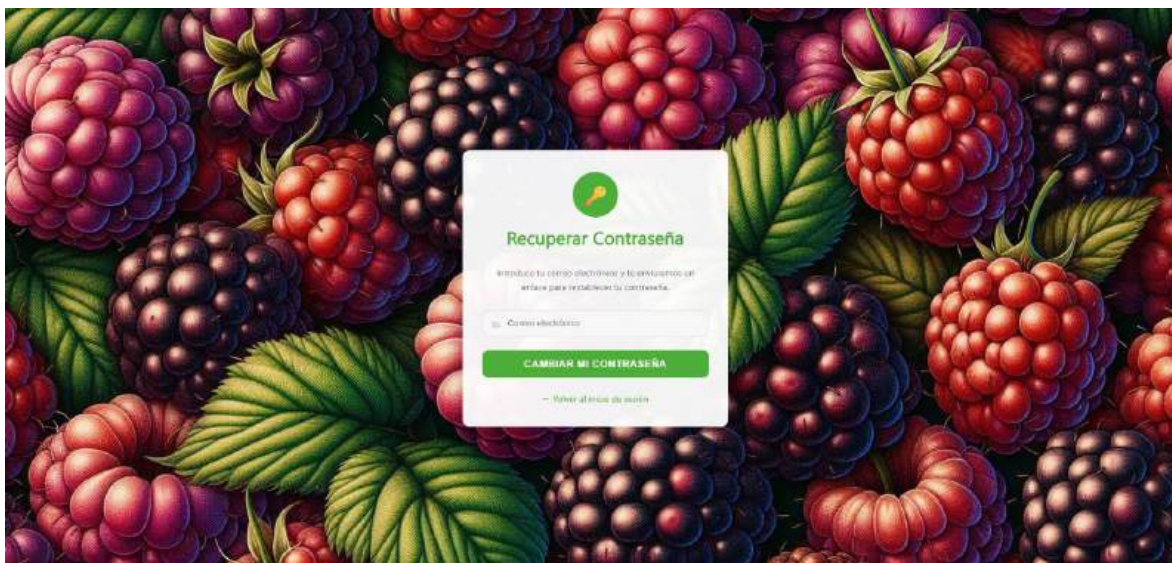 Recuperar Contraseña
Introduce tu correo electrónico y te enviaremos un
enlace para restablecer tu contraseña.
Correo electrónico
CAMBIAR MI CONTRASEÑA
← Volver al inicio de sesión